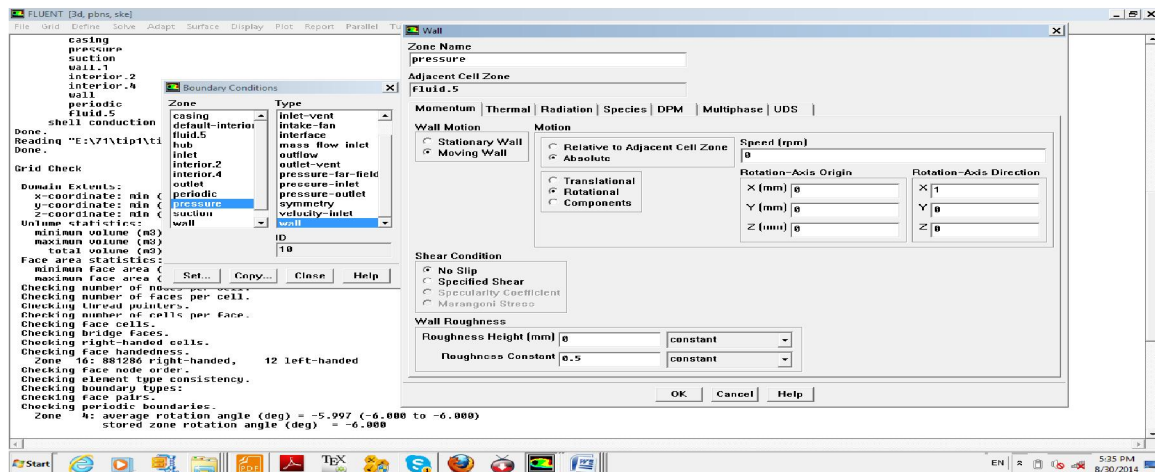 FLUENT [3d, pbns, ske]
File Grid Define Solve Adapt Surface Display Plot Report Parallel
casing
pressure
suction
wall.1
interior.2
interior.4
wall
periodic
fluid.5
shell conduction
Done.
Reading "E:\71\tip1\ti
Done.
Grid Check
Domain Extents:
x-coordinate: min (
y-coordinate: min (
z-coordinate: min (
Volume statistics:
minimum volume (m3)
maximum volume (m3)
total volume (m3)
Face area statistics:
minimum face area (
maximum face area (
Checking number of nodes per cell.
Checking number of faces per cell.
Checking thread pointers.
Checking number of cells per face.
Checking face cells.
Checking bridge faces.
Checking right-handed cells.
Checking face handedness.
Zone 16: 881286 right-handed, 12 left-handed
Checking face node order.
Checking element type consistency.
Checking boundary types:
Checking face pairs.
Checking periodic boundaries.
Zone 4: average rotation angle (deg) = -5.997 (-6.000 to -6.000)
stored zone rotation angle (deg) = -6.000
Boundary Conditions
Zone
casing
default-interior
fluid.5
hub
inlet
interior.2
interior.4
outlet
periodic
pressure
suction
wall
Type
inlet-vent
intake-fan
interface
mass flow inlet
outflow
outlet-vent
pressure-far-field
pressure-inlet
pressure-outlet
symmetry
velocity-inlet
wall
ID
10
Set... Copy... Close Help
Wall
Zone Name
pressure
Adjacent Cell Zone
fluid.5
Momentum Thermal Radiation Species DPM Multiphase UDS
Wall Motion
Stationary Wall
Moving Wall
Motion
Relative to Adjacent Cell Zone
Absolute
Translational
Rotational
Components
Speed (rpm)
0
Rotation-Axis Origin
X (mm) 0
Y (mm) 0
Z (mm) 0
Rotation-Axis Direction
X 1
Y 0
Z 0
Shear Condition
No Slip
Specified Shear
Specularity Coefficient
Marangoni Stress
Wall Roughness
Roughness Height (mm) 0 constant
Roughness Constant 0.5 constant
OK Cancel Help
Start
PDF
TEX
EN
5:35 PM
8/30/2014